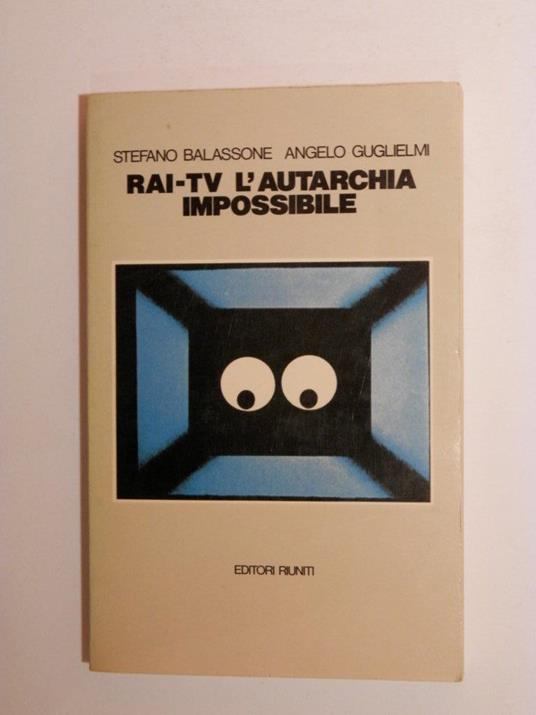 STEFANO BALASSONE ANGELO GUGLIELMI
RAI-TV L'AUTARCHIA
IMPOSSIBILE
EDITORI RIUNITI